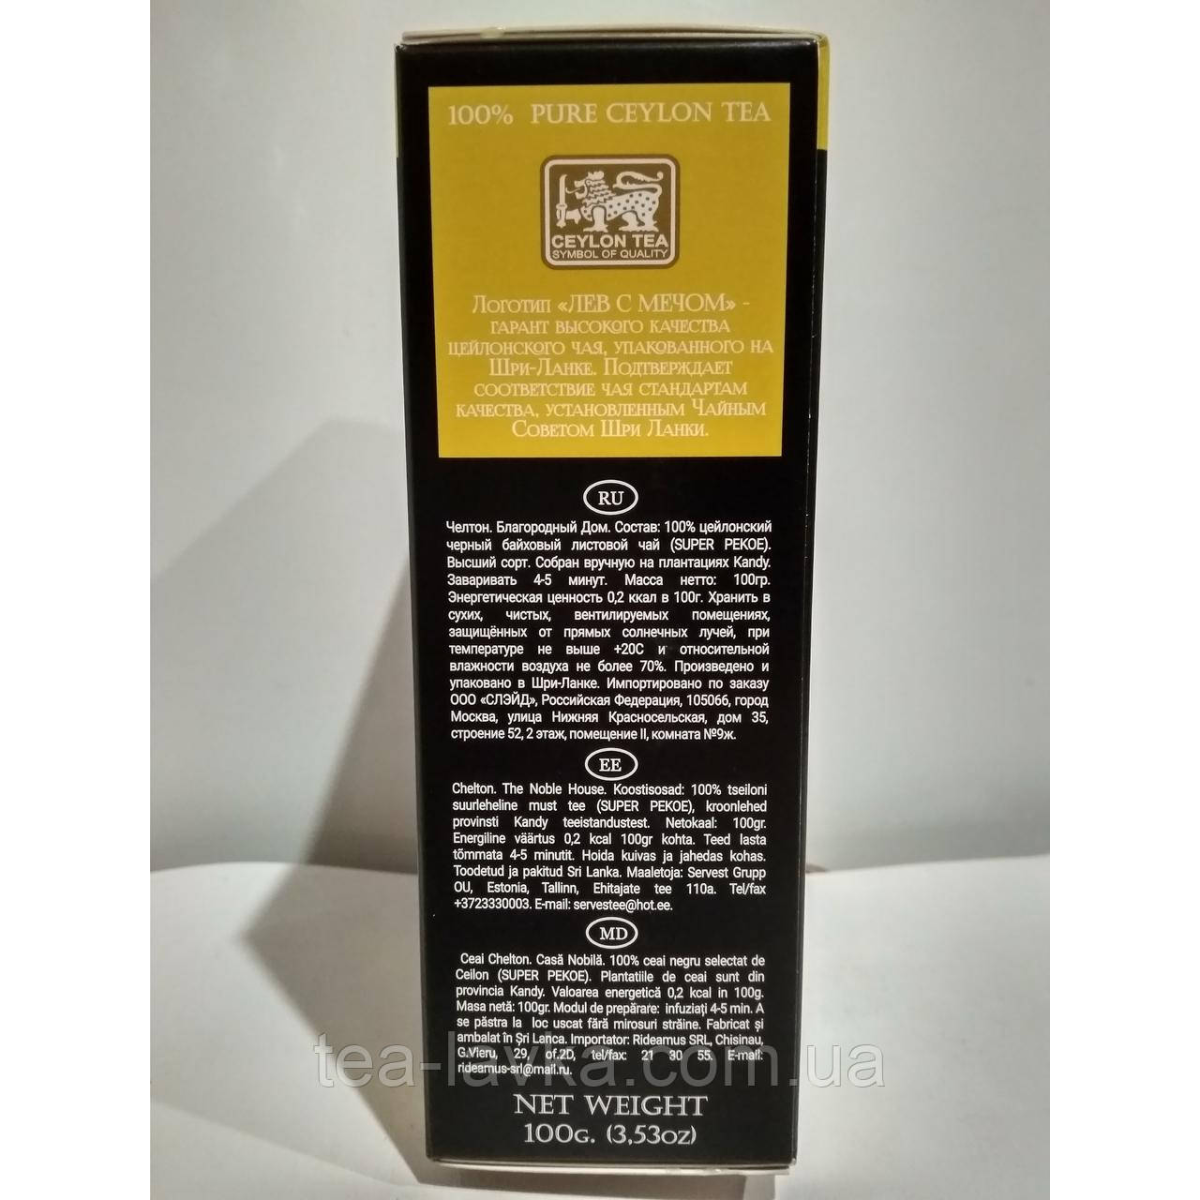 100% PURE CEYLON TEA
CEYLON TEA
SYMBOL OF QUALITY
Логотип «ЛЕВ С МЕЧОМ» -
ГАРАНТ ВЫСОКОГО КАЧЕСТВА
ЦЕЙЛОНСКОГО ЧАЯ, УПАКОВАННОГО НА
ШРИ-ЛАНКЕ. ПОДТВЕРЖДАЕТ
СООТВЕТСТВИЕ ЧАЯ СТАНДАРТАМ
КАЧЕСТВА, УСТАНОВЛЕННЫМ ЧАЙНЫМ
СОВЕТОМ ШРИ ЛАНКИ.
RU
Челтон. Благородный Дом. Состав: 100% цейлонский
черный байховый листовой чай (SUPER PEKOE).
Высший сорт. Собран вручную на плантациях Kandy.
Заваривать 4-5 минут. Масса нетто: 100гр.
Энергетическая ценность 0,2 ккал в 100г. Хранить в
сухих, чистых, вентилируемых помещениях,
защищённых от прямых солнечных лучей, при
температуре не выше +20С и относительной
влажности воздуха не более 70%. Произведено и
упаковано в Шри-Ланке. Импортировано по заказу
ООО «СЛЭЙД», Российская Федерация, 105066, город
Москва, улица Нижняя Красносельская, дом 35,
строение 52, 2 этаж, помещение II, комната №9ж.
EE
Chelton. The Noble House. Koostisosad: 100% tseiloni
suurleheline must tee (SUPER PEKOE), kroonlehed
provinsti Kandy teeistandustest. Netokaal: 100gr.
Energiline väärtus 0,2 kcal 100gr kohta. Teed lasta
tõmmata 4-5 minutit. Hoida kuivas ja jahedas kohas.
Toodetud ja pakitud Sri Lanka. Maaletoja: Servest Grupp
OU, Estonia, Tallinn, Ehitajate tee 110a. Tel/fax
+3723330003. E-mail: servestee@hot.ee.
MD
Ceai Chelton. Casă Nobilă. 100% ceai negru selectat de
Ceilon (SUPER PEKOE). Plantatiile de ceai sunt din
provincia Kandy. Valoarea energetică 0,2 kcal in 100g.
Masa netă: 100gr. Modul de preparare: infuziați 4-5 min. A
se păstra la loc uscat fără mirosuri străine. Fabricat și
ambalat în Șri Lanca. Importator: Rideamus SRL, Chisinau,
G.Vieru, 29, of.2D, tel/fax: 21 30 55. E-mail:
rideamus-srl@mail.ru.
tea-lavka.com.ua
NET WEIGHT
100G. (3,53OZ)